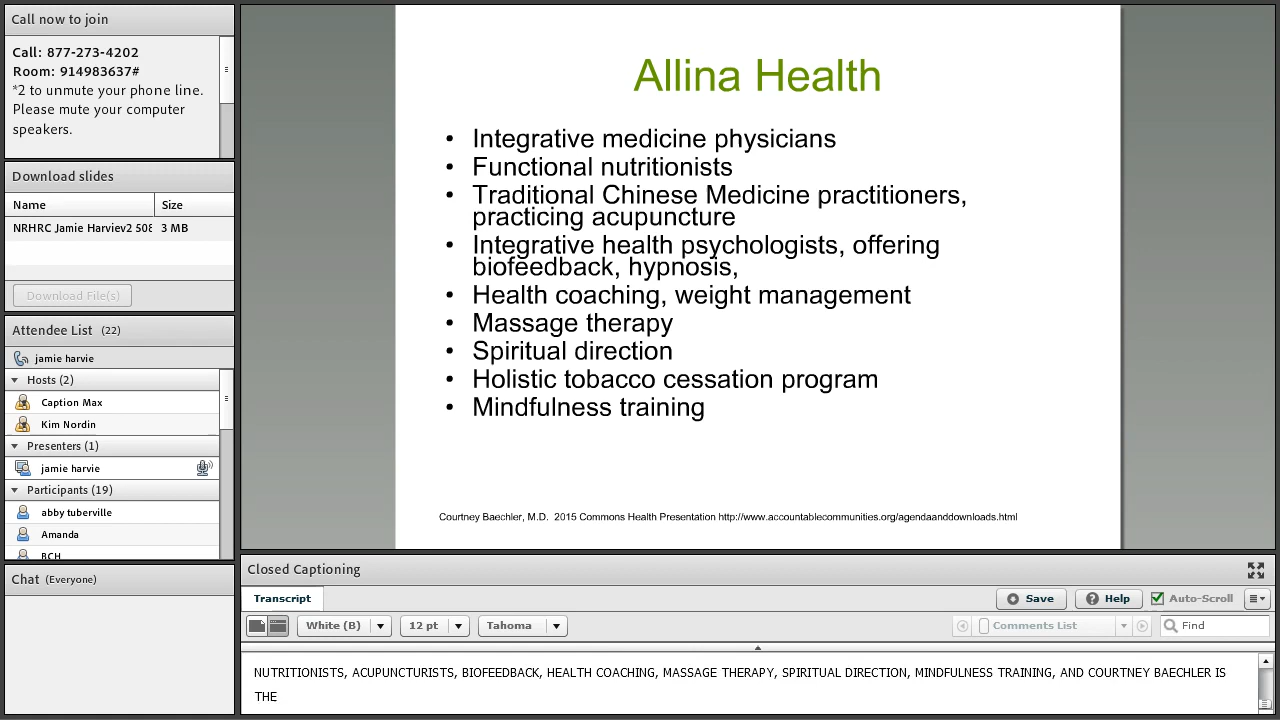 Call now to join
Call: 877-273-4202
Room: 914983637#
*2 to unmute your phone line.
Please mute your computer
speakers.
Download slides
Name Size
NRHRC Jamie Harviev2 508 3 MB
Download File(s)
Attendee List (22)
jamie harvie
Hosts (2)
Caption Max
Kim Nordin
Presenters (1)
jamie harvie
Participants (19)
abby tuberville
Amanda
BCH
Chat (Everyone)
Allina Health
• Integrative medicine physicians
• Functional nutritionists
• Traditional Chinese Medicine practitioners,
practicing acupuncture
• Integrative health psychologists, offering
biofeedback, hypnosis,
• Health coaching, weight management
• Massage therapy
• Spiritual direction
• Holistic tobacco cessation program
• Mindfulness training
Courtney Baechler, M.D. 2015 Commons Health Presentation http://www.accountablecommunities.org/agendaanddownloads.html
Closed Captioning
Transcript Save Help Auto-Scroll
White (B) 12 pt Tahoma Comments List Find
NUTRITIONISTS, ACUPUNCTURISTS, BIOFEEDBACK, HEALTH COACHING, MASSAGE THERAPY, SPIRITUAL DIRECTION, MINDFULNESS TRAINING, AND COURTNEY BAECHLER IS
THE